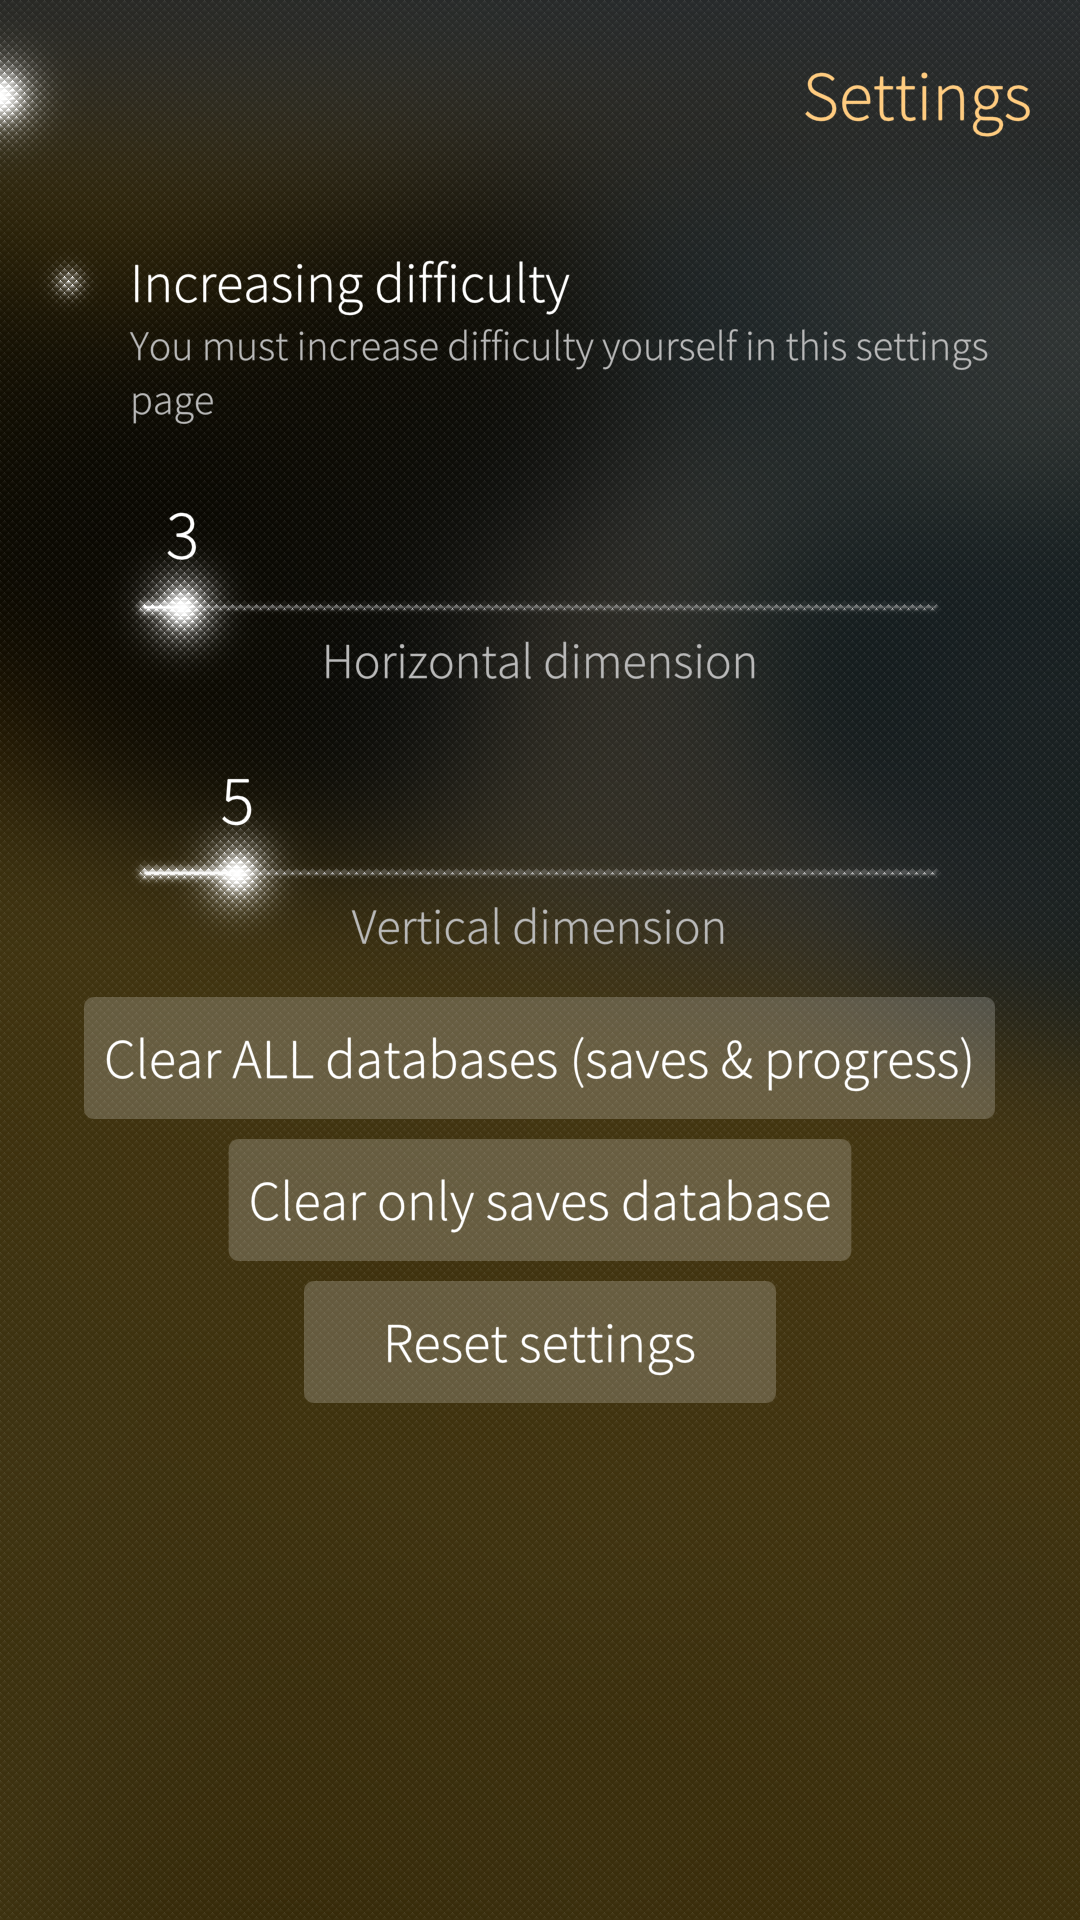 Settings
Increasing difficulty
You must increase difficulty yourself in this settings
page
3
Horizontal dimension
5
Vertical dimension
Clear ALL databases (saves & progress)
Clear only saves database
Reset settings